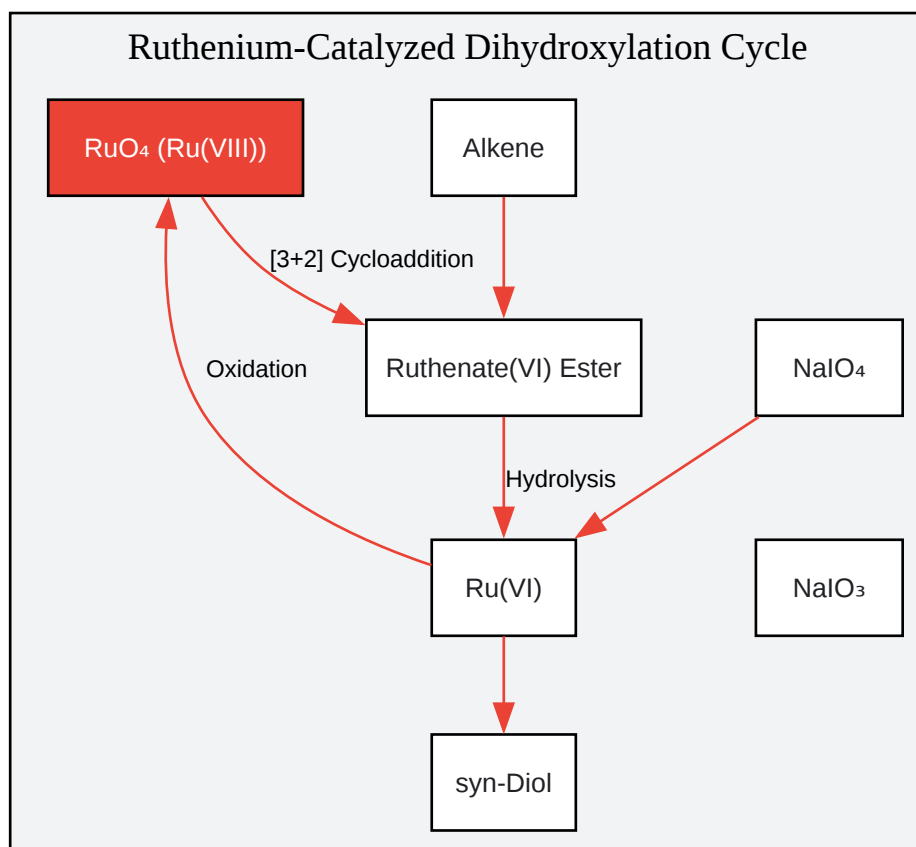 Ruthenium-Catalyzed Dihydroxylation Cycle
RuO₄ (Ru(VIII))
Alkene
[3+2] Cycloaddition
Ruthenate(VI) Ester
NaIO₄
Oxidation
Hydrolysis
Ru(VI)
NaIO₃
syn-Diol